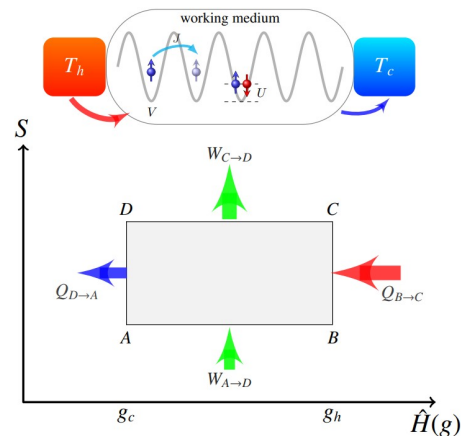 working medium
T_h
J
T_c
V
U
S
W_{C→D}
D
C
Q_{D→A}
Q_{B→C}
A
B
W_{A→D}
g_c
g_h
Ĥ(g)